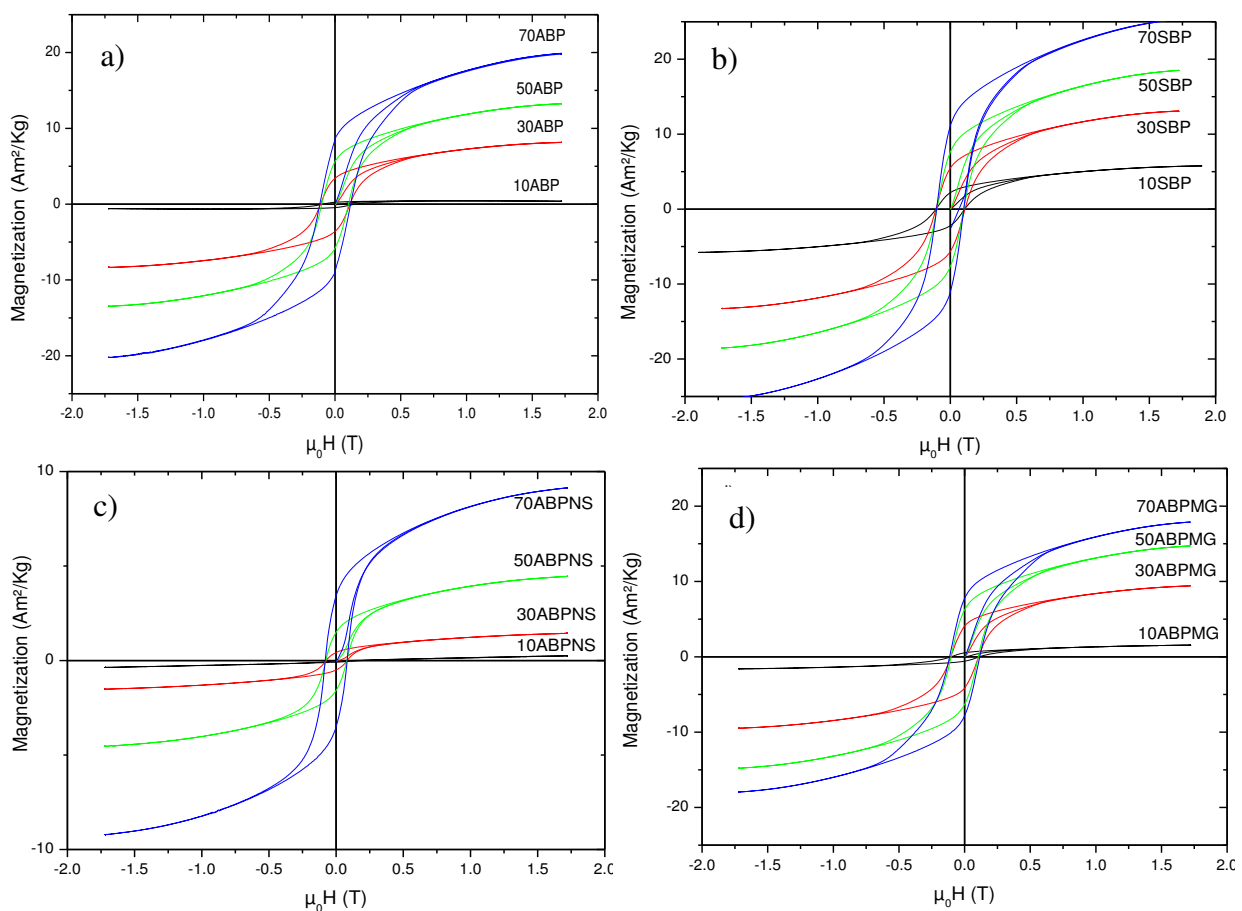 a)
70ABP
50ABP
30ABP
10ABP
20
10
0
-10
-20
Magnetization (Am²/Kg)
-2.0 -1.5 -1.0 -0.5 0.0 0.5 1.0 1.5 2.0
μ₀H (T)
b)
70SBP
50SBP
30SBP
10SBP
20
10
0
-10
-20
Magnetization (Am²/Kg)
-2.0 -1.5 -1.0 -0.5 0.0 0.5 1.0 1.5 2.0
μ₀H (T)
c)
70ABPNS
50ABPNS
30ABPNS
10ABPNS
10
5
0
-5
-10
Magnetization (Am²/Kg)
-2.0 -1.5 -1.0 -0.5 0.0 0.5 1.0 1.5 2.0
μ₀H (T)
d)
70ABPMG
50ABPMG
30ABPMG
10ABPMG
20
10
0
-10
-20
Magnetization (Am²/Kg)
-2.0 -1.5 -1.0 -0.5 0.0 0.5 1.0 1.5 2.0
μ₀H (T)